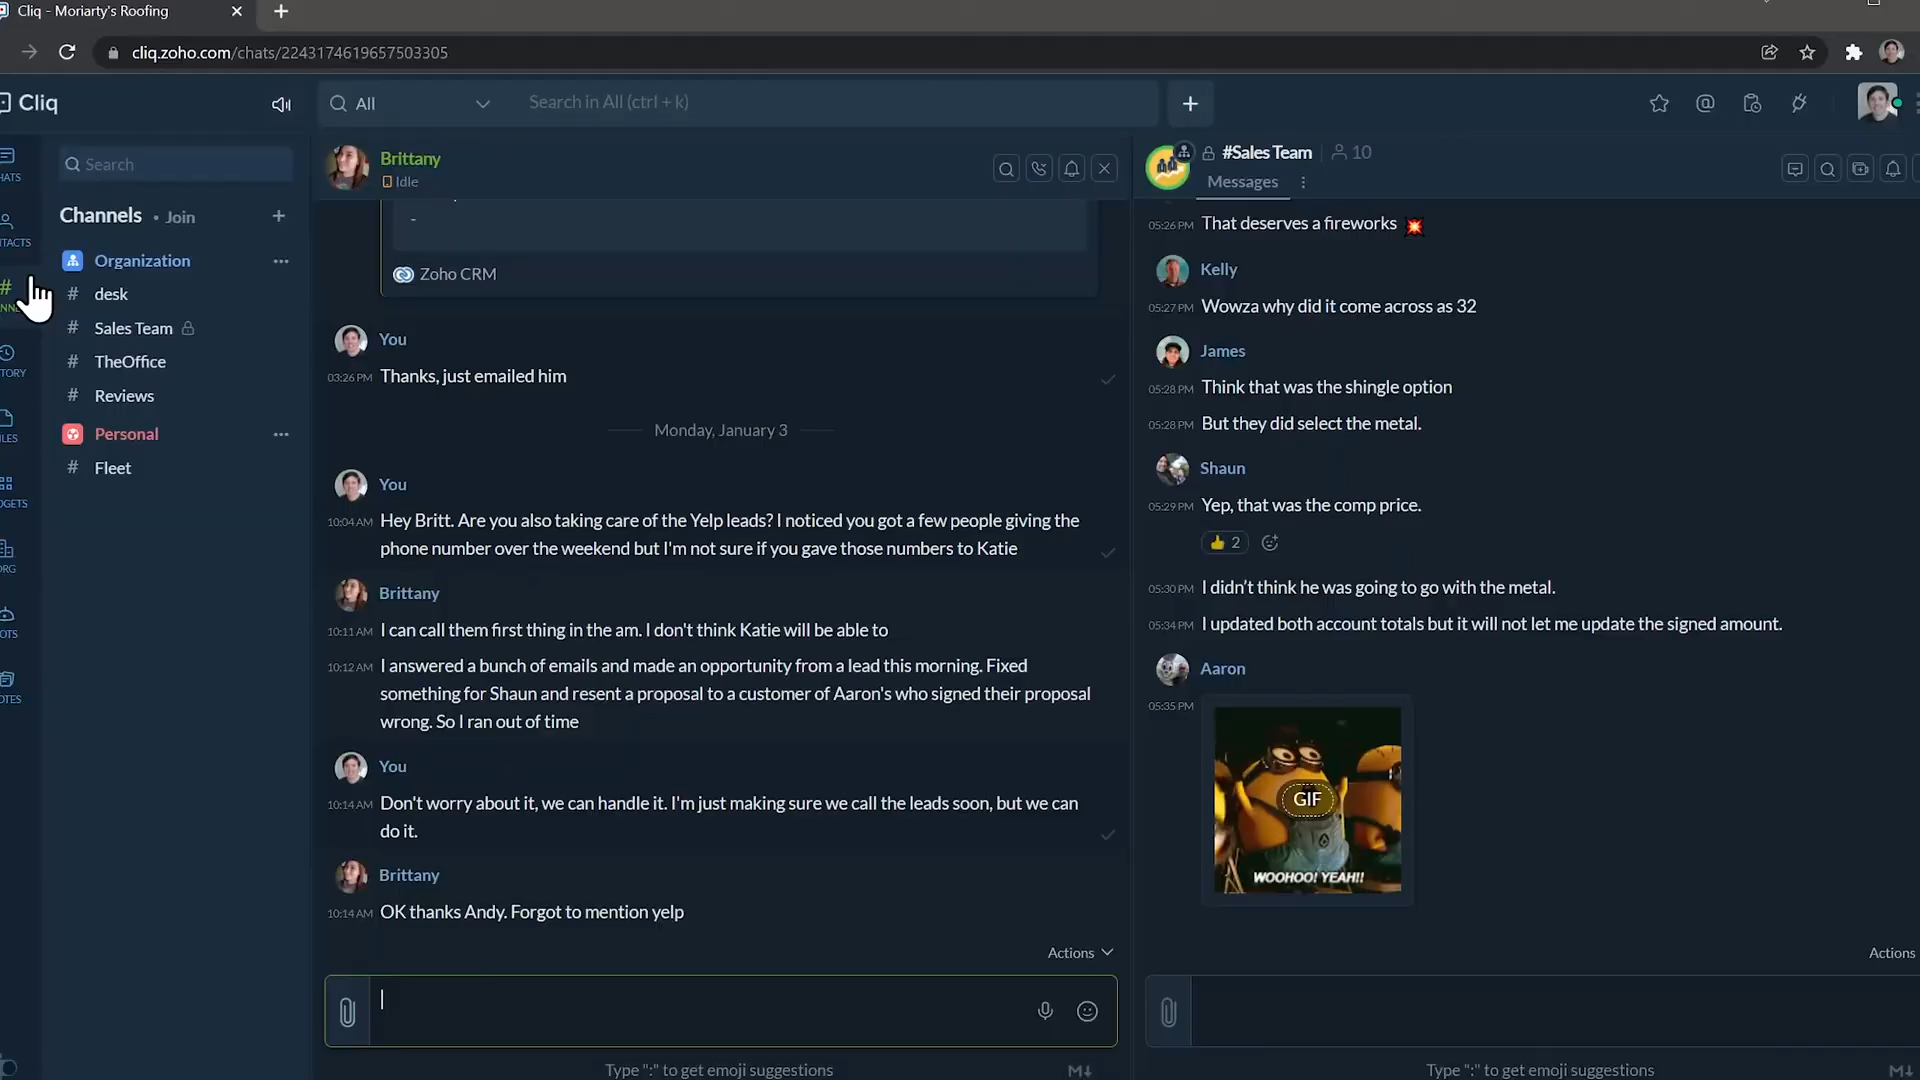 Cliq - Moriarty's Roofing
cliq.zoho.com/chats/2243174619657503305
Cliq
All
Search in All (ctrl + k)
Search
Channels • Join
Organization
# desk
# Sales Team
# TheOffice
# Reviews
Personal
# Fleet
HATS
TACTS
#
NN
TORY
ILES
DGETS
ORG
OTS
OTES
Brittany
Idle
-
Zoho CRM
You
03:26 PM Thanks, just emailed him
Monday, January 3
You
10:04 AM Hey Britt. Are you also taking care of the Yelp leads? I noticed you got a few people giving the
phone number over the weekend but I'm not sure if you gave those numbers to Katie
Brittany
10:11 AM I can call them first thing in the am. I don't think Katie will be able to
10:12 AM I answered a bunch of emails and made an opportunity from a lead this morning. Fixed
something for Shaun and resent a proposal to a customer of Aaron's who signed their proposal
wrong. So I ran out of time
You
10:14 AM Don't worry about it, we can handle it. I'm just making sure we call the leads soon, but we can
do it.
Brittany
10:14 AM OK thanks Andy. Forgot to mention yelp
Actions
Type ":" to get emoji suggestions
M↓
#Sales Team 10
Messages
05:26 PM That deserves a fireworks
Kelly
05:27 PM Wowza why did it come across as 32
James
05:28 PM Think that was the shingle option
05:28 PM But they did select the metal.
Shaun
05:29 PM Yep, that was the comp price.
2
05:30 PM I didn't think he was going to go with the metal.
05:34 PM I updated both account totals but it will not let me update the signed amount.
Aaron
05:35 PM
GIF
WOOHOO! YEAH!!
Actions
Type ":" to get emoji suggestions
M↓